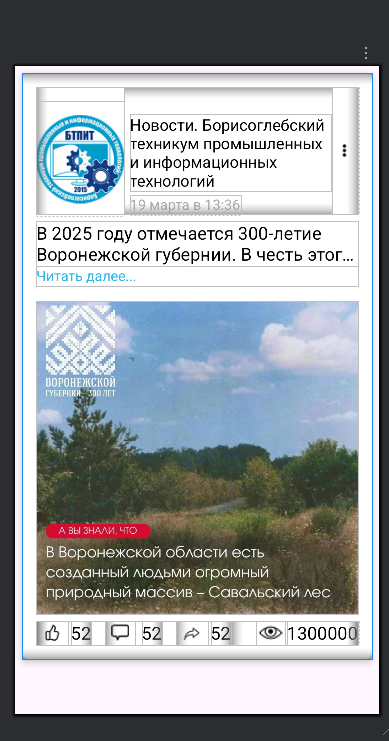 БТПИТ
2015
Новости. Борисоглебский
техникум промышленных
и информационных
технологий
19 марта в 13:36
В 2025 году отмечается 300-летие
Воронежской губернии. В честь этог...
Читать далее...
ВОРОНЕЖСКОЙ
ГУБЕРНИИ – 300 ЛЕТ
А ВЫ ЗНАЛИ, ЧТО
В Воронежской области есть
созданный людьми огромный
природный массив – Савальский лес
52 52 52 1300000